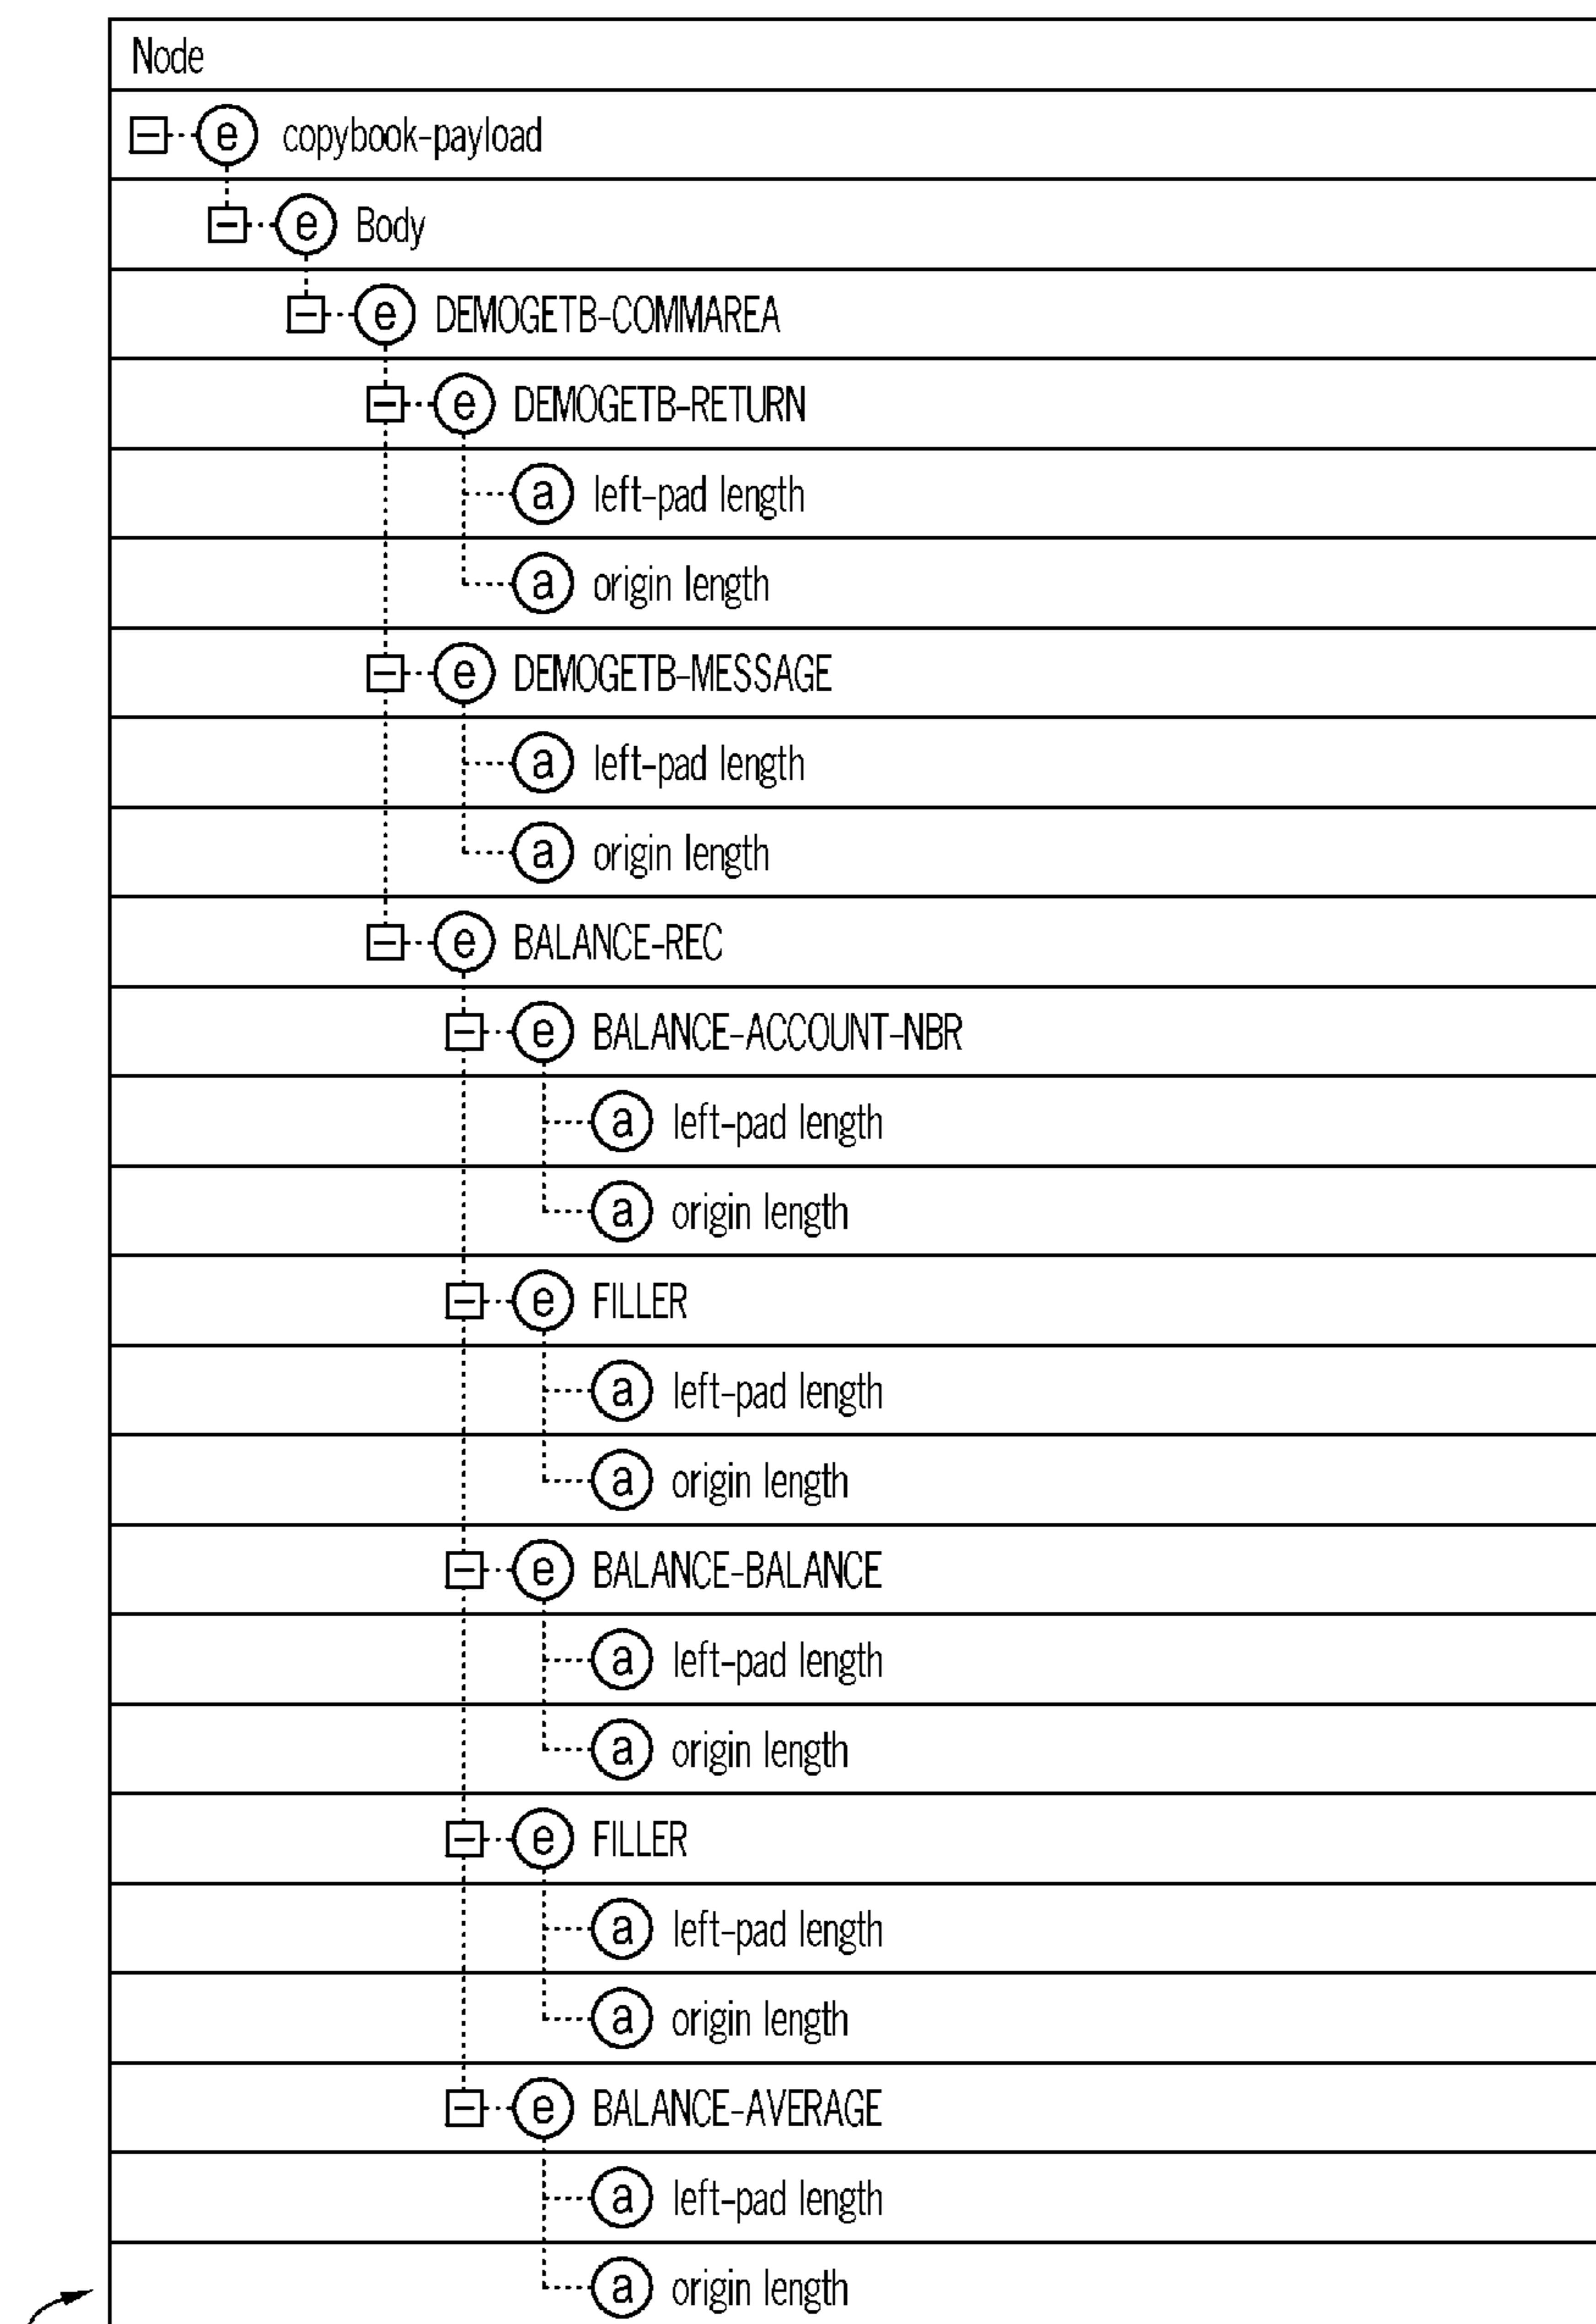 Node
e copybook-payload
e Body
e DEMOGETB-COMMAREA
e DEMOGETB-RETURN
a left-pad length
a origin length
e DEMOGETB-MESSAGE
a left-pad length
a origin length
e BALANCE-REC
e BALANCE-ACCOUNT-NBR
a left-pad length
a origin length
e FILLER
a left-pad length
a origin length
e BALANCE-BALANCE
a left-pad length
a origin length
e FILLER
a left-pad length
a origin length
e BALANCE-AVERAGE
a left-pad length
a origin length